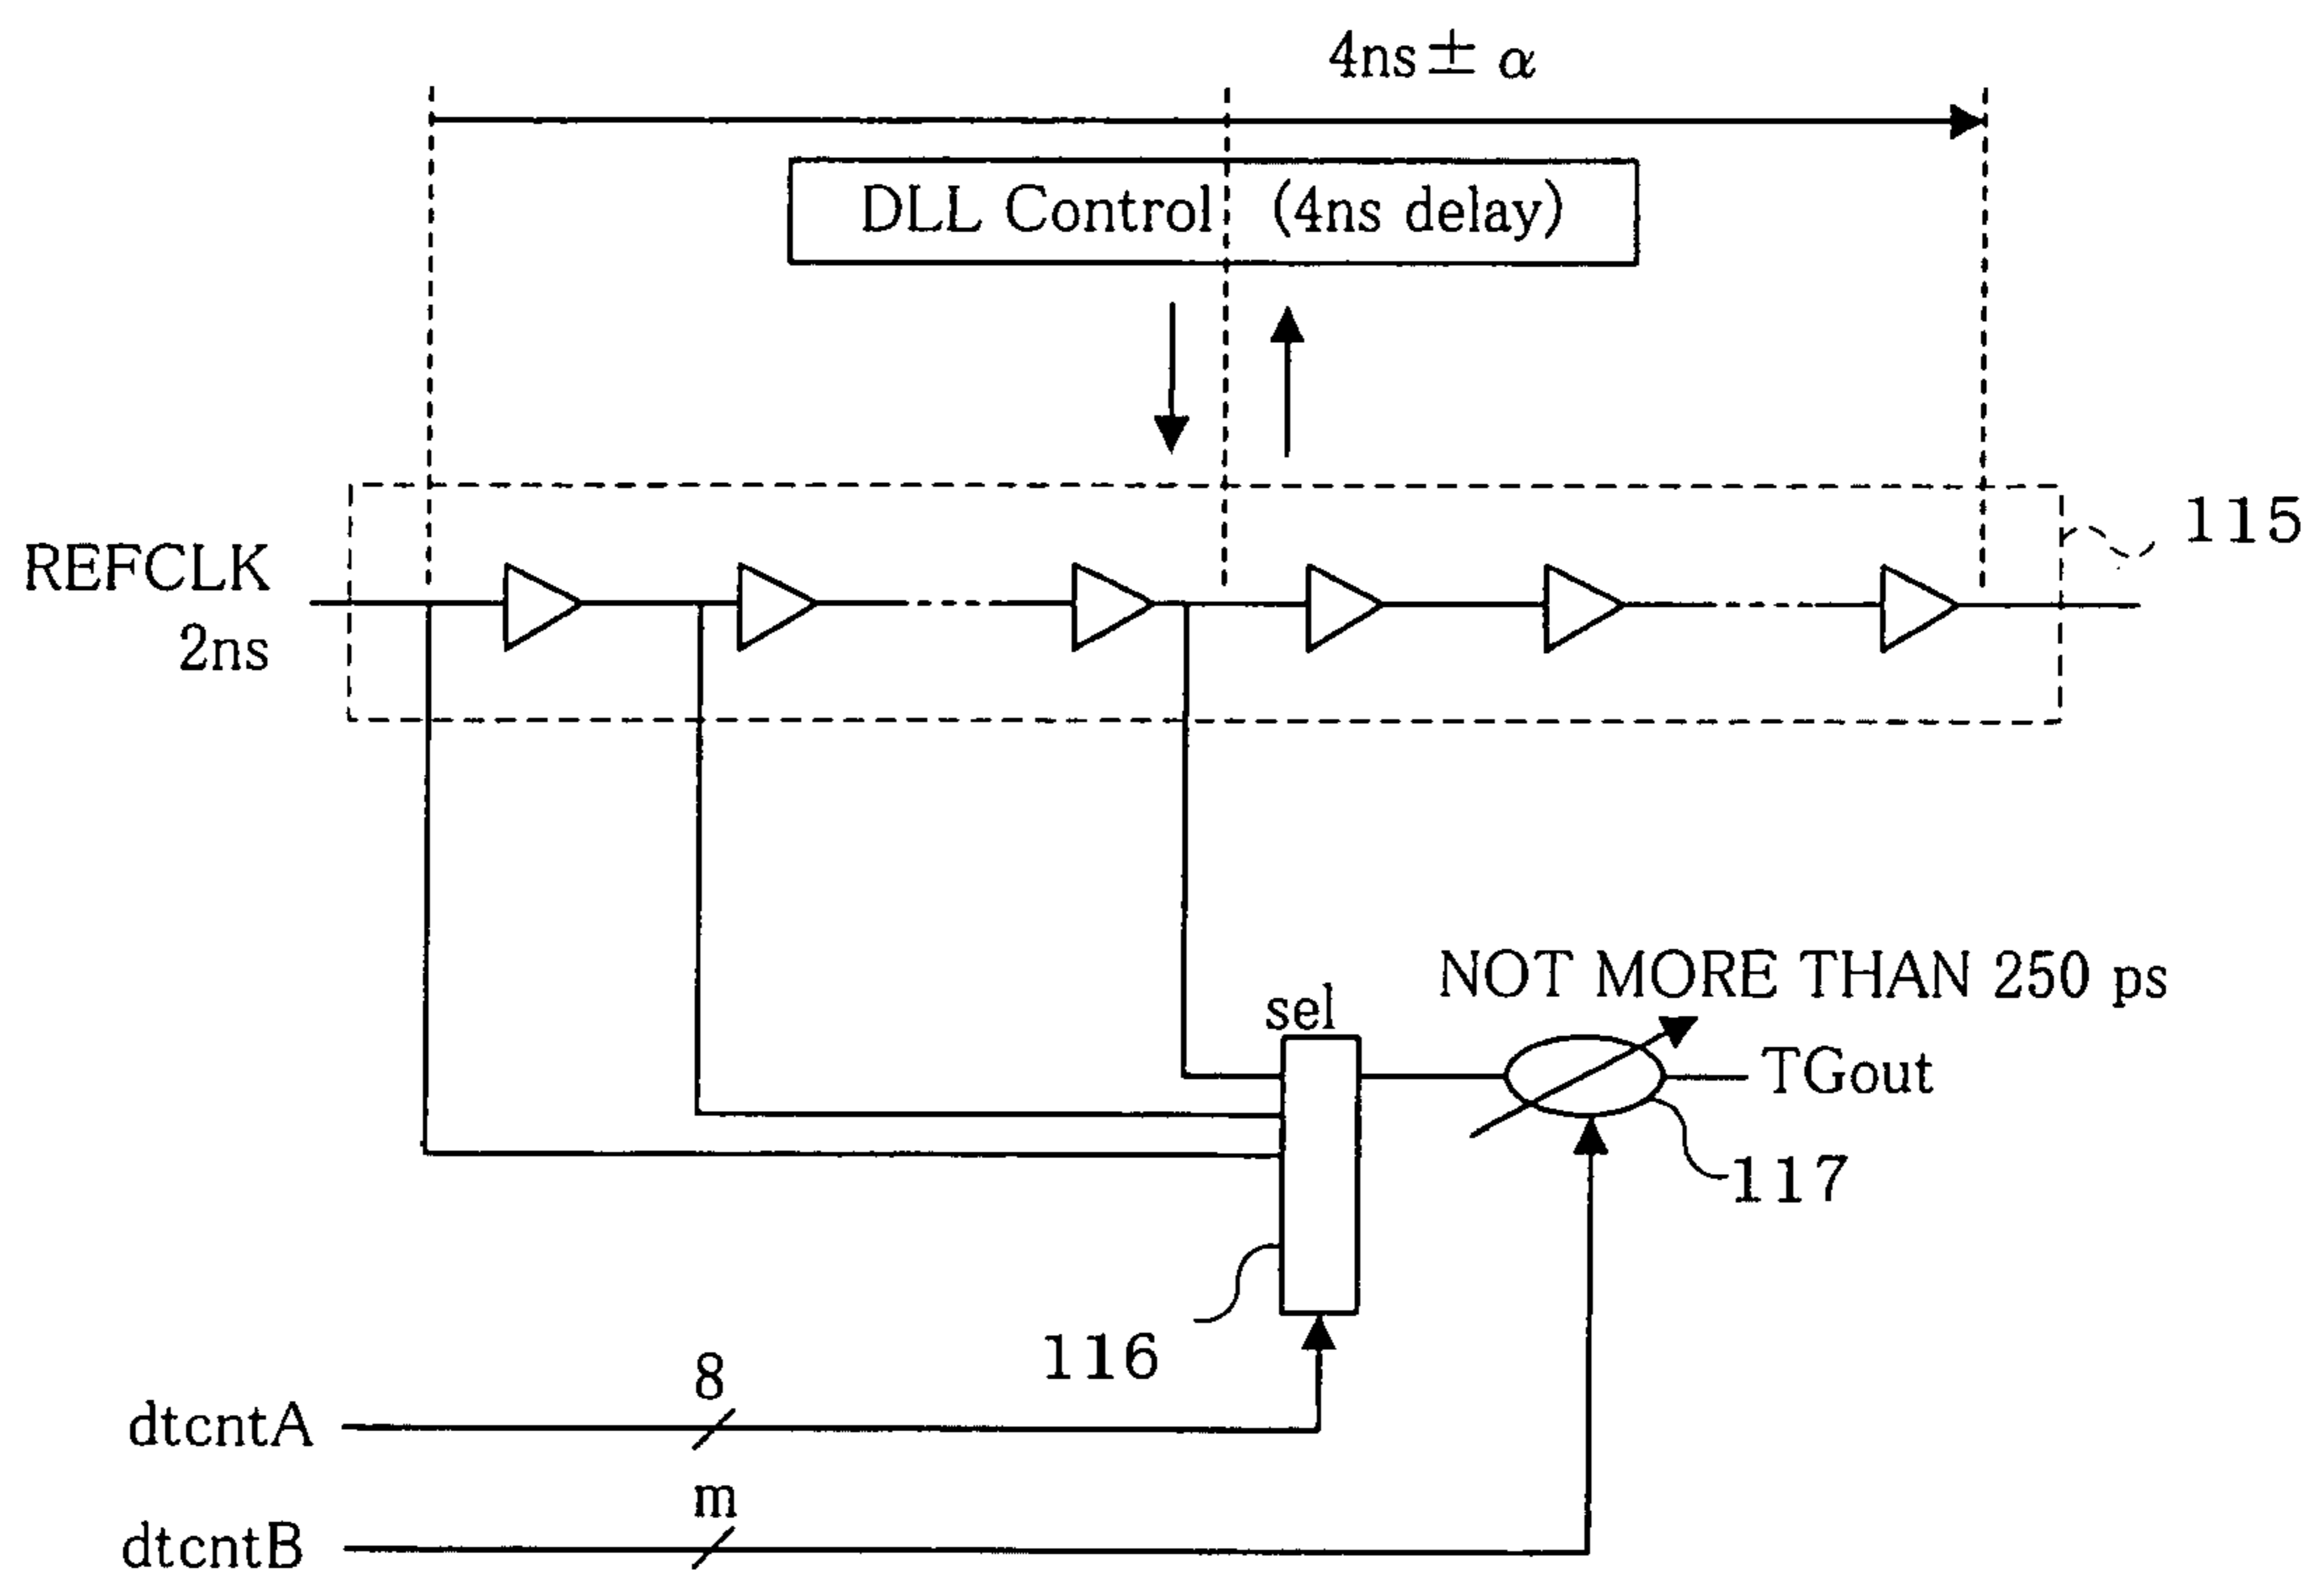 4ns ± α
DLL Control (4ns delay)
115
REFCLK
2ns
NOT MORE THAN 250 ps
sel
TGout
117
116
8
dtcntA
m
dtcntB